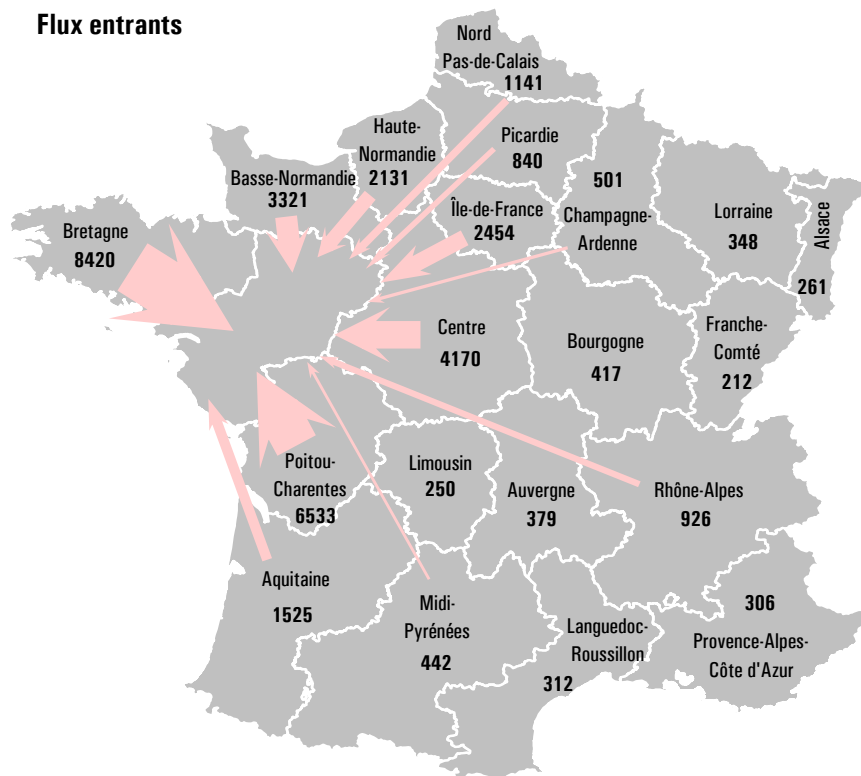 Flux entrants
Nord
Pas-de-Calais
1141
Haute-
Normandie
2131
Picardie
840
Basse-Normandie
3321
501
Champagne-
Ardenne
Île-de-France
2454
Lorraine
348
Alsace
261
Bretagne
8420
Centre
4170
Bourgogne
417
Franche-
Comté
212
Poitou-
Charentes
6533
Limousin
250
Auvergne
379
Rhône-Alpes
926
Aquitaine
1525
Midi-
Pyrénées
442
Languedoc-
Roussillon
312
306
Provence-Alpes-
Côte d'Azur